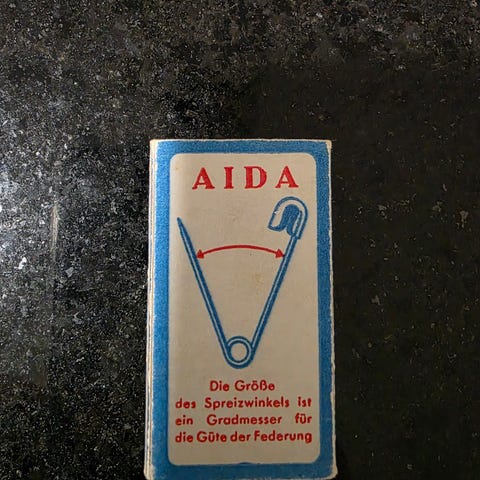 AIDA
Die Größe
des Spreizwinkels ist
ein Gradmesser für
die Güte der Federung